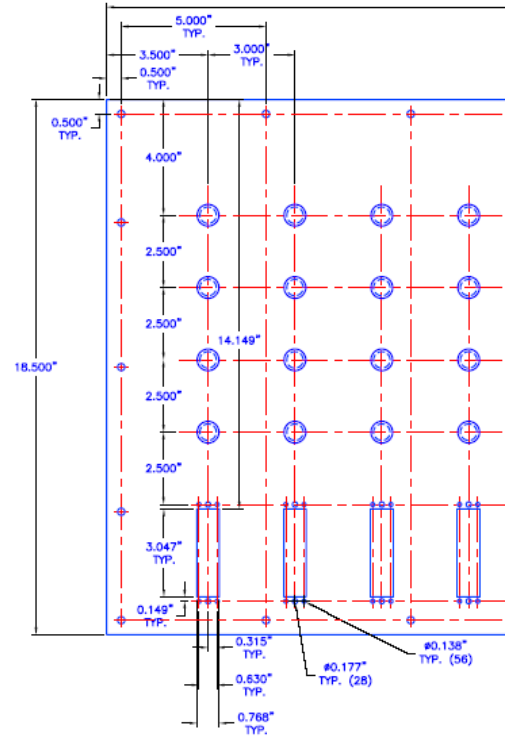 5.000"
TYP.
3.500"
3.000"
TYP.
TYP.
0.500"
TYP.
0.500"
TYP.
4.000"
2.500"
2.500"
14.149"
18.500"
2.500"
2.500"
3.047"
TYP.
0.149"
TYP.
0.315"
TYP.
ø0.138"
TYP. (56)
ø0.177"
TYP. (28)
0.630"
TYP.
0.768"
TYP.